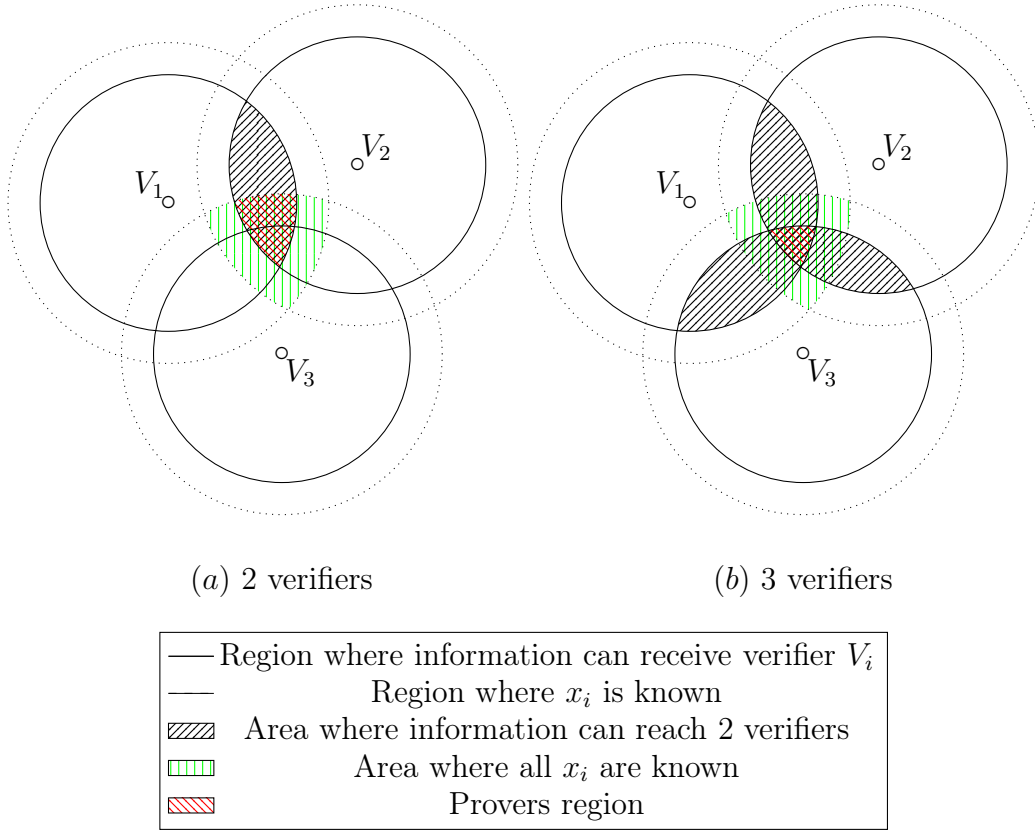 V₁
V₂
V₃
V₁
V₂
V₃
(a) 2 verifiers
(b) 3 verifiers
Region where information can receive verifier Vᵢ
Region where xᵢ is known
Area where information can reach 2 verifiers
Area where all xᵢ are known
Provers region